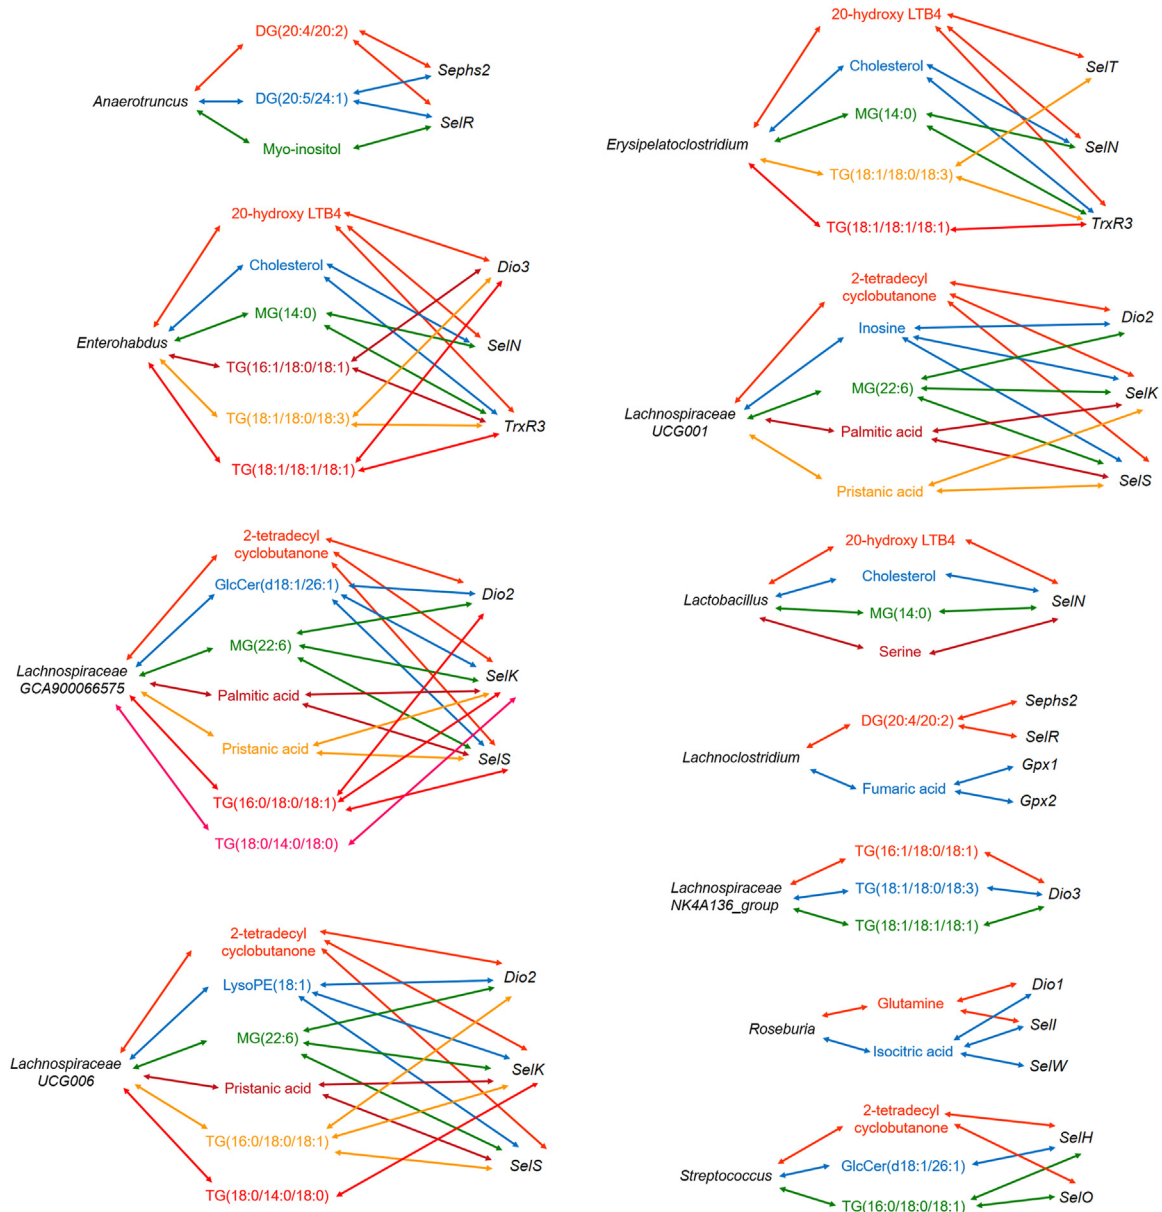 DG(20:4/20:2)
Sephs2
Anaerotruncus
DG(20:5/24:1)
SelR
Myo-inositol
20-hydroxy LTB4
Dio3
Cholesterol
MG(14:0)
Enterohabdus
SelN
TG(16:1/18:0/18:1)
TG(18:1/18:0/18:3)
TrxR3
TG(18:1/18:1/18:1)
2-tetradecyl
cyclobutanone
GlcCer(d18:1/26:1)
Dio2
MG(22:6)
Lachnospiraceae
GCA900066575
SelK
Palmitic acid
Pristanic acid
SelS
TG(16:0/18:0/18:1)
TG(18:0/14:0/18:0)
2-tetradecyl
cyclobutanone
LysoPE(18:1)
Dio2
MG(22:6)
Lachnospiraceae
UCG006
SelK
Pristanic acid
TG(16:0/18:0/18:1)
SelS
TG(18:0/14:0/18:0)
20-hydroxy LTB4
Cholesterol
SelT
MG(14:0)
Erysipelatoclostridium
SelN
TG(18:1/18:0/18:3)
TG(18:1/18:1/18:1)
TrxR3
2-tetradecyl
cyclobutanone
Dio2
Inosine
MG(22:6)
SelK
Lachnospiraceae
UCG001
Palmitic acid
SelS
Pristanic acid
20-hydroxy LTB4
Cholesterol
Lactobacillus
SelN
MG(14:0)
Serine
Sephs2
DG(20:4/20:2)
SelR
Lachnoclostridium
Gpx1
Fumaric acid
Gpx2
TG(16:1/18:0/18:1)
Lachnospiraceae
NK4A136_group
TG(18:1/18:0/18:3)
Dio3
TG(18:1/18:1/18:1)
Dio1
Glutamine
Roseburia
SelI
Isocitric acid
SelW
2-tetradecyl
cyclobutanone
SelH
GlcCer(d18:1/26:1)
Streptococcus
SelO
TG(16:0/18:0/18:1)